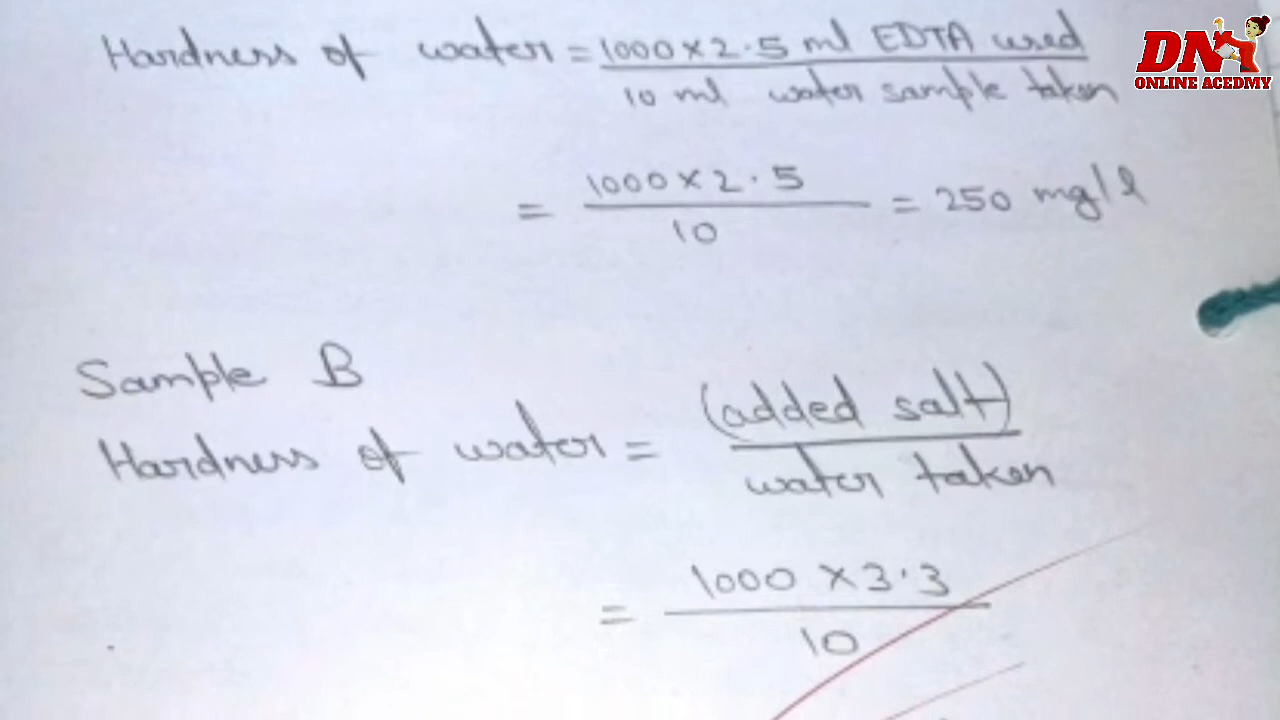 Hardness of water = 1000 × 2.5 ml EDTA used
10 ml water sample taken
= 1000 × 2.5 = 250 mg/l
10
Sample B
Hardness of water = (added salt)
water taken
= 1000 × 3.3
10
DN
ONLINE ACEDMY